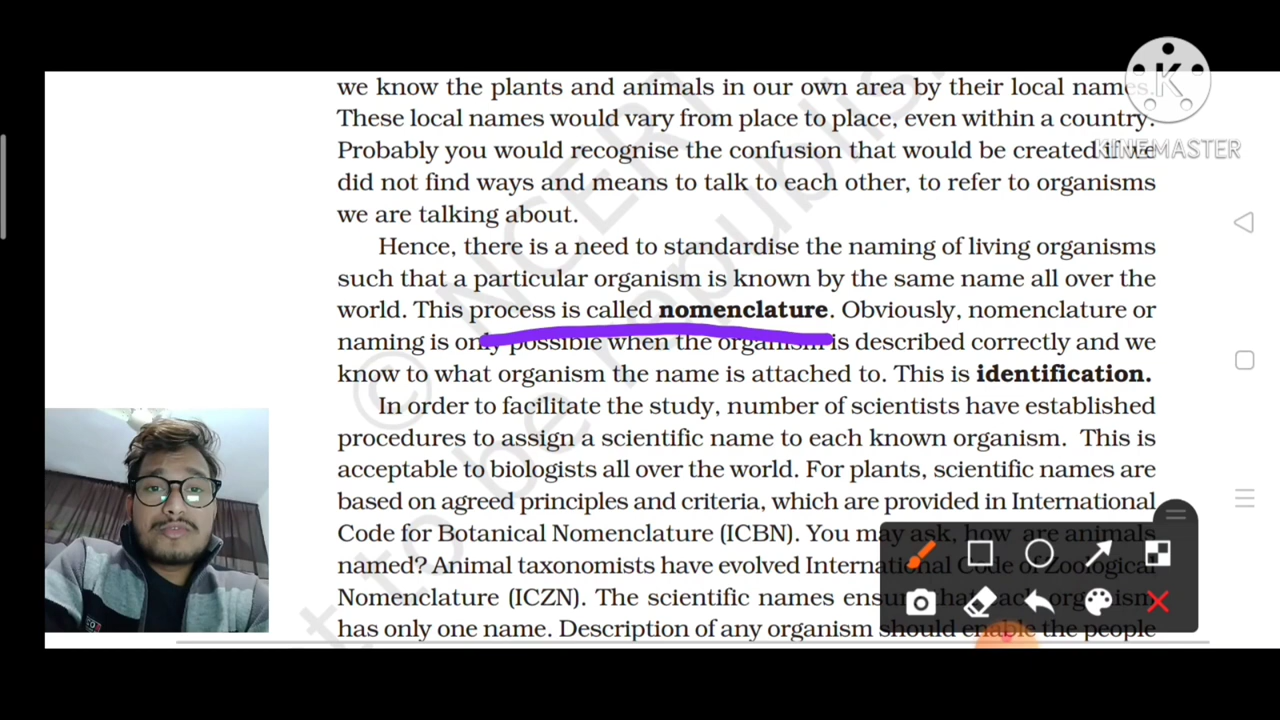 we know the plants and animals in our own area by their local names.
These local names would vary from place to place, even within a country.
Probably you would recognise the confusion that would be created if we
did not find ways and means to talk to each other, to refer to organisms
we are talking about.
Hence, there is a need to standardise the naming of living organisms
such that a particular organism is known by the same name all over the
world. This process is called nomenclature. Obviously, nomenclature or
naming is only possible when the organism is described correctly and we
know to what organism the name is attached to. This is identification.
In order to facilitate the study, number of scientists have established
procedures to assign a scientific name to each known organism. This is
acceptable to biologists all over the world. For plants, scientific names are
based on agreed principles and criteria, which are provided in International
Code for Botanical Nomenclature (ICBN). You may ask, how are animals
named? Animal taxonomists have evolved International Code of Zoological
Nomenclature (ICZN). The scientific names ensure that each organism
has only one name. Description of any organism should enable the people
K
KINEMASTER
© NCERT